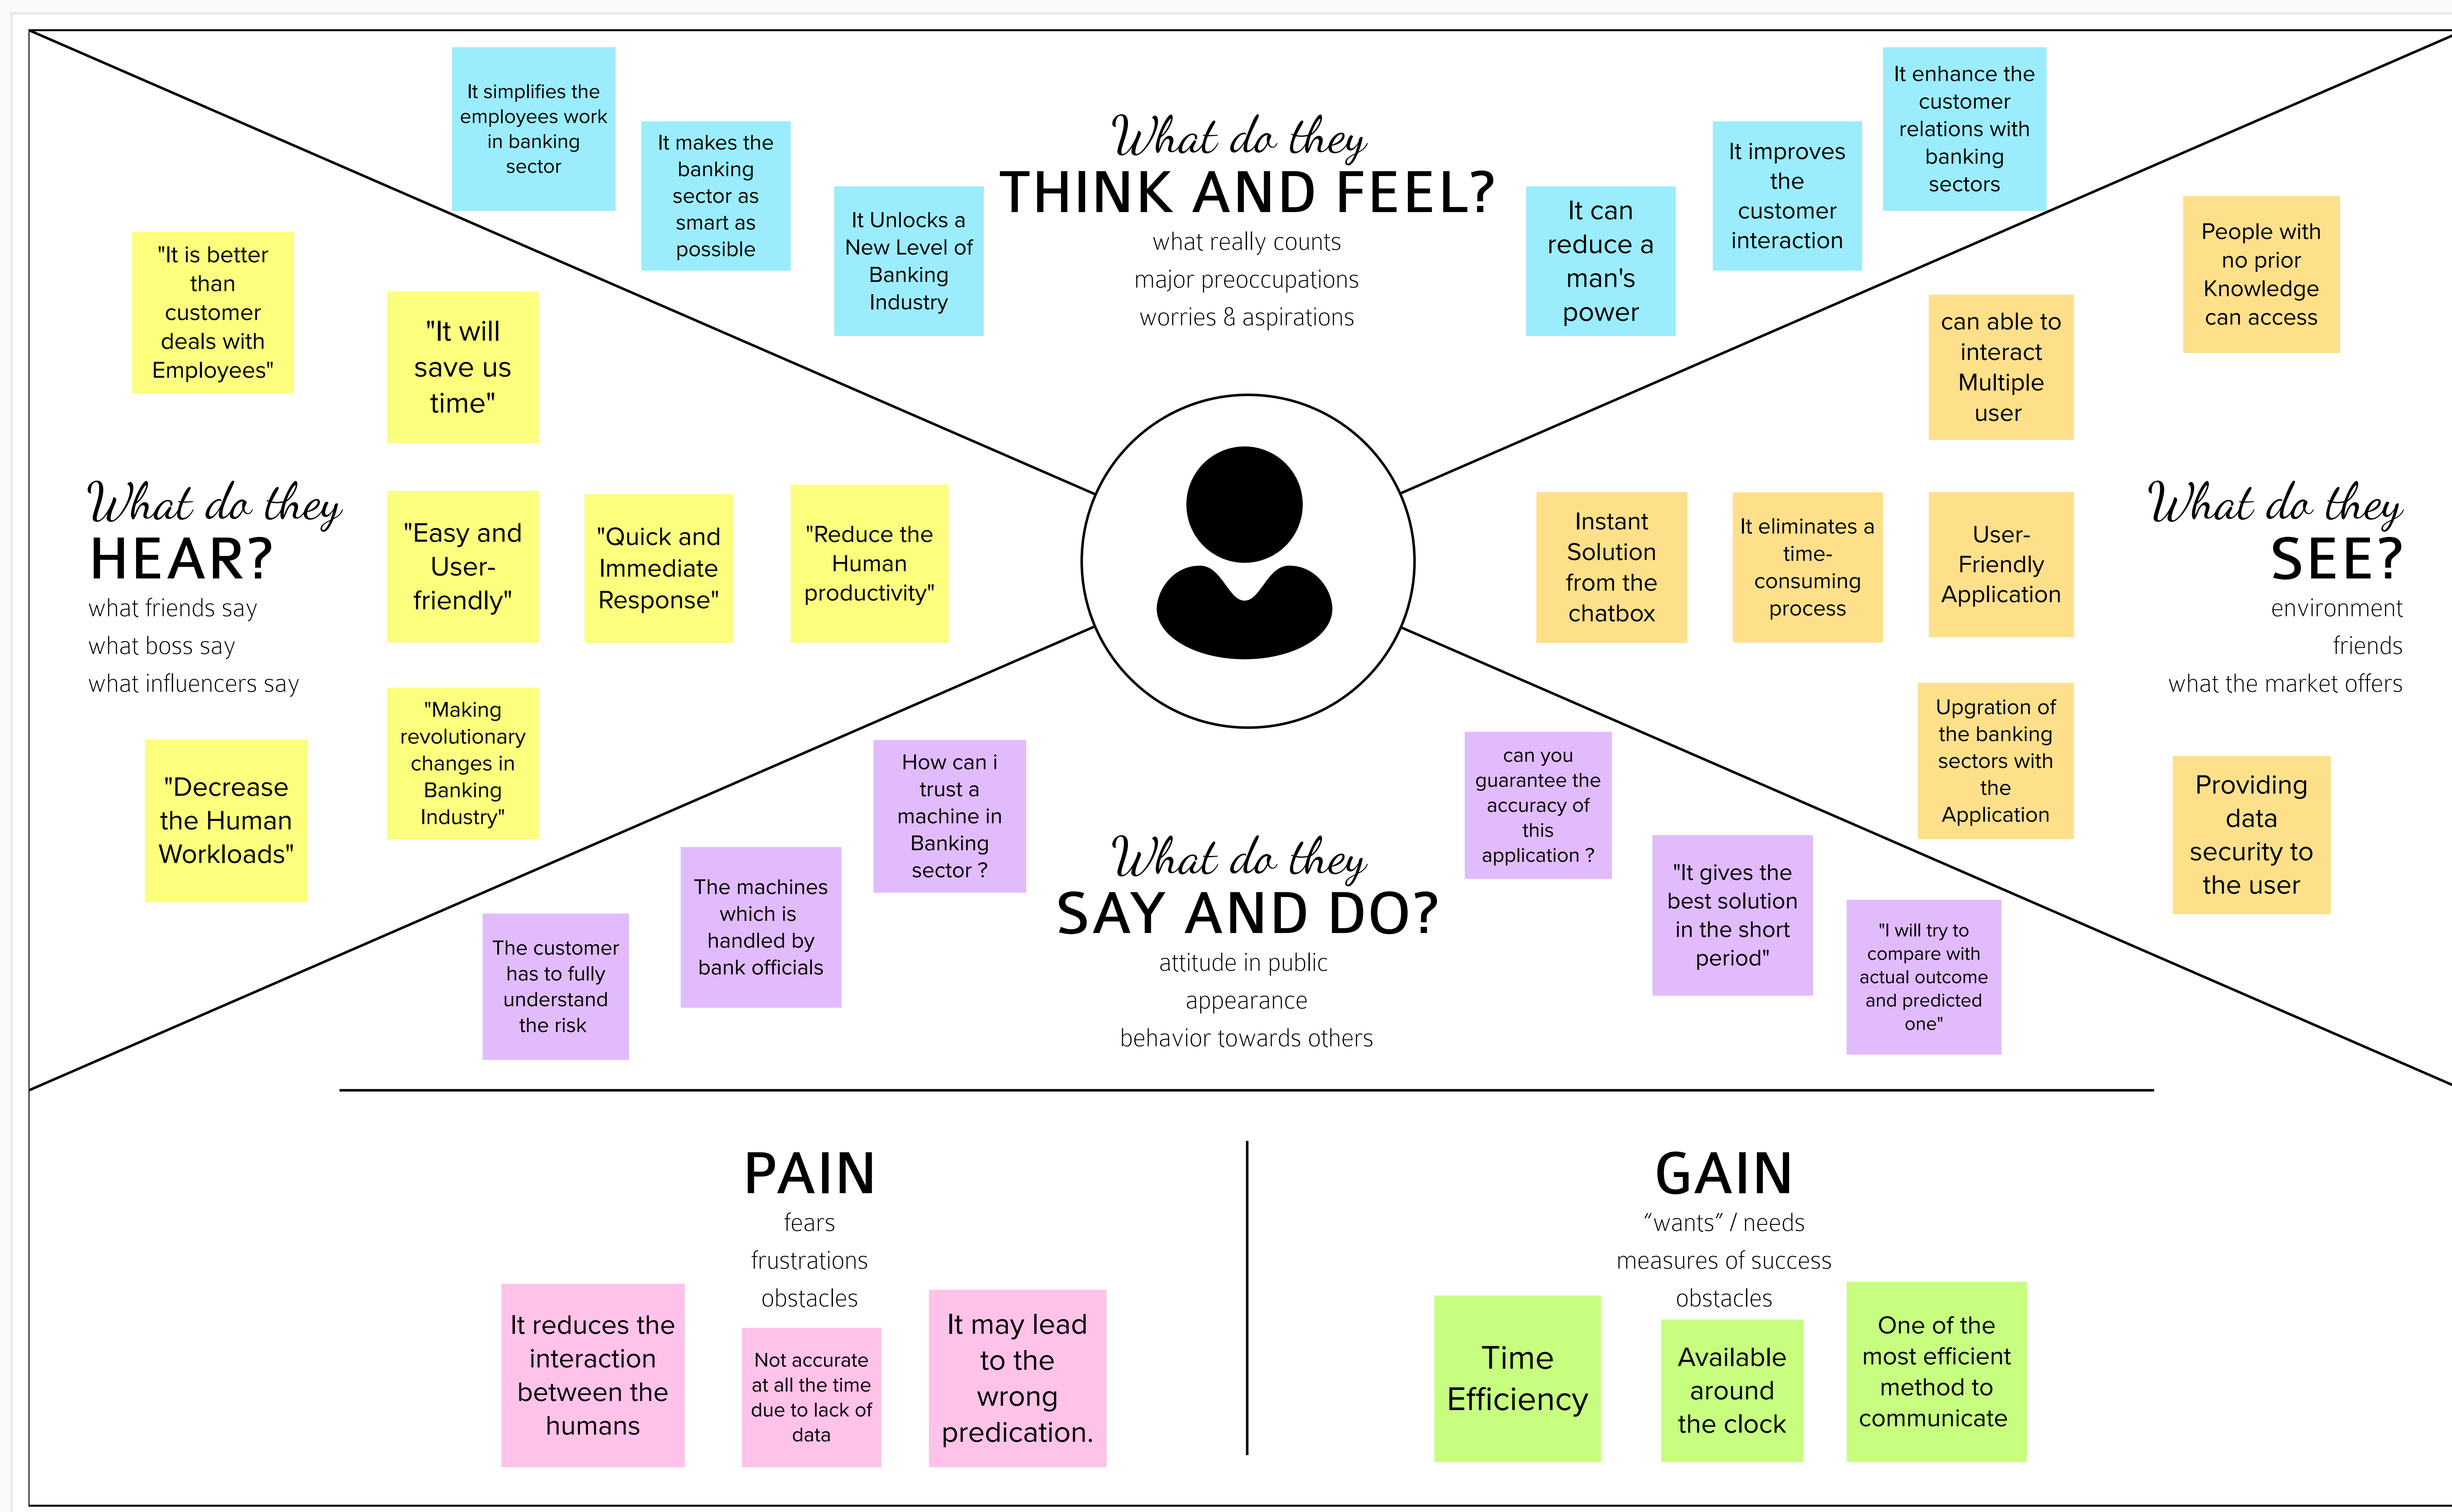 It simplifies the
employees work
in banking
sector
It makes the
banking
sector as
smart as
possible
It Unlocks a
New Level of
Banking
Industry
What do they
THINK AND FEEL?
what really counts
major preoccupations
worries & aspirations
It can
reduce a
man's
power
It improves
the
customer
interaction
It enhance the
customer
relations with
banking
sectors
"It is better
than
customer
deals with
Employees"
"It will
save us
time"
What do they
HEAR?
what friends say
what boss say
what influencers say
"Easy and
User-
friendly"
"Quick and
Immediate
Response"
"Reduce the
Human
productivity"
"Making
revolutionary
changes in
Banking
Industry"
"Decrease
the Human
Workloads"
People with
no prior
Knowledge
can access
can able to
interact
Multiple
user
Instant
Solution
from the
chatbox
It eliminates a
time-
consuming
process
User-
Friendly
Application
What do they
SEE?
environment
friends
what the market offers
Upgration of
the banking
sectors with
the
Application
Providing
data
security to
the user
The customer
has to fully
understand
the risk
The machines
which is
handled by
bank officials
How can i
trust a
machine in
Banking
sector ?
What do they
SAY AND DO?
attitude in public
appearance
behavior towards others
can you
guarantee the
accuracy of
this
application ?
"It gives the
best solution
in the short
period"
"I will try to
compare with
actual outcome
and predicted
one"
PAIN
fears
frustrations
obstacles
It reduces the
interaction
between the
humans
Not accurate
at all the time
due to lack of
data
It may lead
to the
wrong
predication.
GAIN
“wants” / needs
measures of success
obstacles
Time
Efficiency
Available
around
the clock
One of the
most efficient
method to
communicate